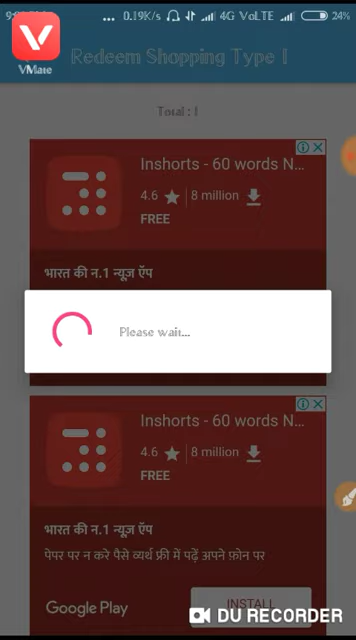 0.19K/s 4G VoLTE 24%
VMate
Redeem Shopping Type 1
Total : 1
Inshorts - 60 words N...
4.6 8 million
FREE
भारत की न.1 न्यूज़ ऍप
Please wait...
Inshorts - 60 words N...
4.6 8 million
FREE
भारत की न.1 न्यूज़ ऍप
पेपर पर न करे पैसे व्यर्थ फ्री में पढ़ें अपने फ़ोन पर
Google Play INSTALL
DU RECORDER